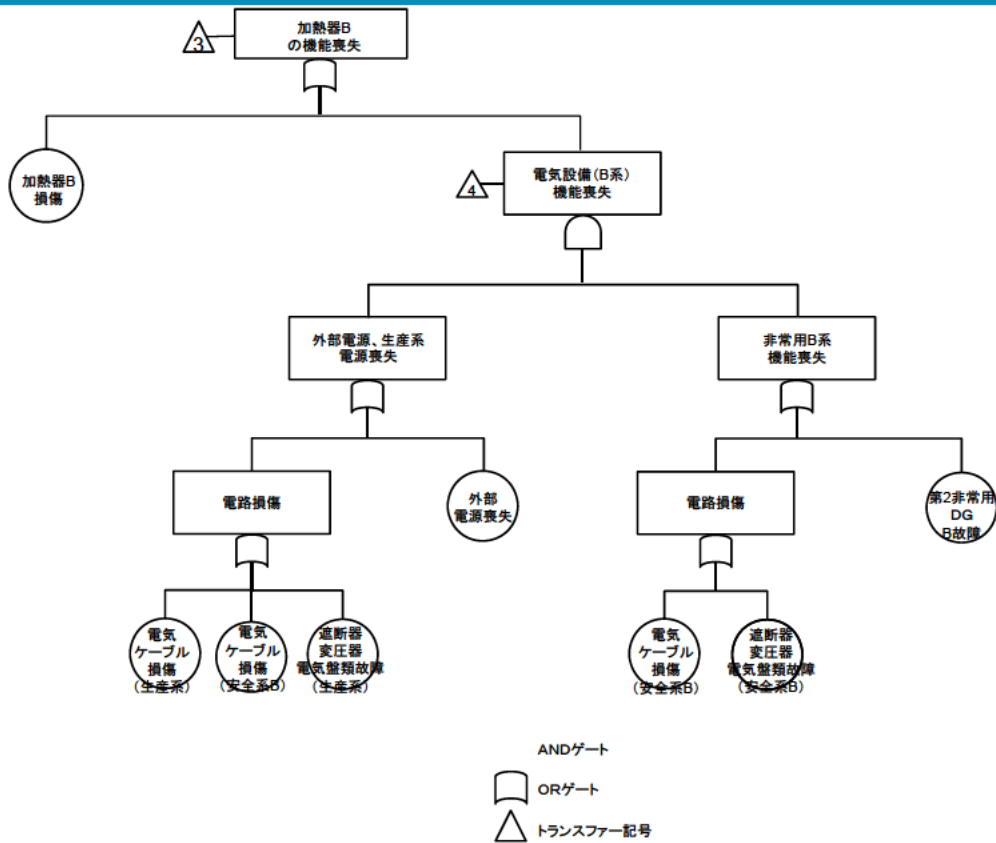 加熱器B
の機能喪失
3
加熱器B
損傷
電気設備(B系)
機能喪失
4
外部電源、生産系
電源喪失
非常用B系
機能喪失
電路損傷
外部
電源喪失
電路損傷
第2非常用
DG
B故障
電気
ケーブル
損傷
(生産系)
電気
ケーブル
損傷
(安全系B)
遮断器
変圧器
電気盤類故障
(生産系)
電気
ケーブル
損傷
(安全系B)
遮断器
変圧器
電気盤類故障
(安全系B)
ANDゲート
ORゲート
トランスファー記号